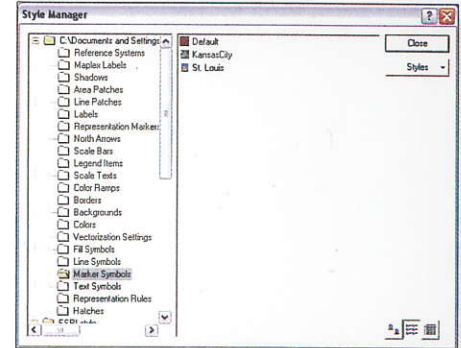 Style Manager
C:\Documents and Settings
Reference Systems
Maplex Labels
Shadows
Area Patches
Line Patches
Labels
Representation Markers
North Arrows
Scale Bars
Legend Items
Scale Texts
Color Ramps
Borders
Backgrounds
Colors
Vectorization Settings
Fill Symbols
Line Symbols
Marker Symbols
Text Symbols
Representation Rules
Hatches
Default
KansasCity
St. Louis
Close
Styles